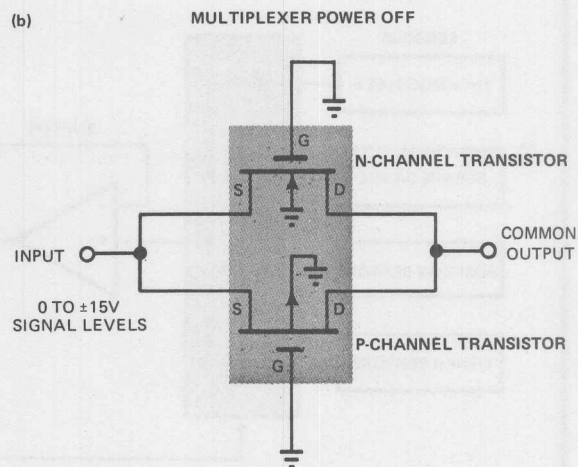 (b)
MULTIPLEXER POWER OFF
G
N-CHANNEL TRANSISTOR
S
D
INPUT
COMMON
OUTPUT
0 TO ±15V
SIGNAL LEVELS
S
D
P-CHANNEL TRANSISTOR
G